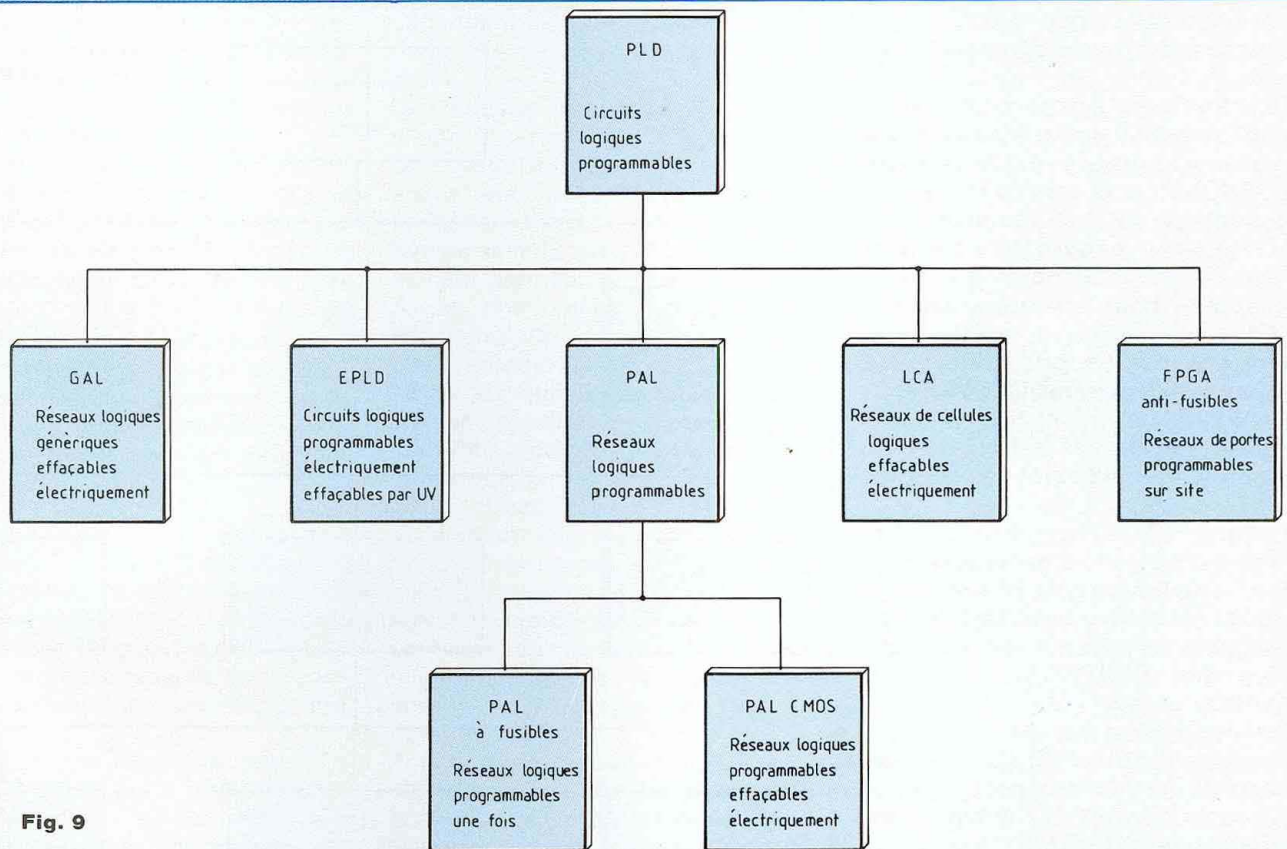 PLD
Circuits
logiques
programmables
GAL
Réseaux logiques
génèriques
effaçables
électriquement
EPLD
Circuits logiques
programmables
électriquement
effaçables par UV
PAL
Réseaux
logiques
programmables
LCA
Réseaux de cellules
logiques
effaçables
électriquement
FPGA
anti-fusibles
Réseaux de portes
programmables
sur site
PAL
à fusibles
Réseaux logiques
programmables
une fois
PAL CMOS
Réseaux logiques
programmables
effaçables
électriquement
Fig. 9